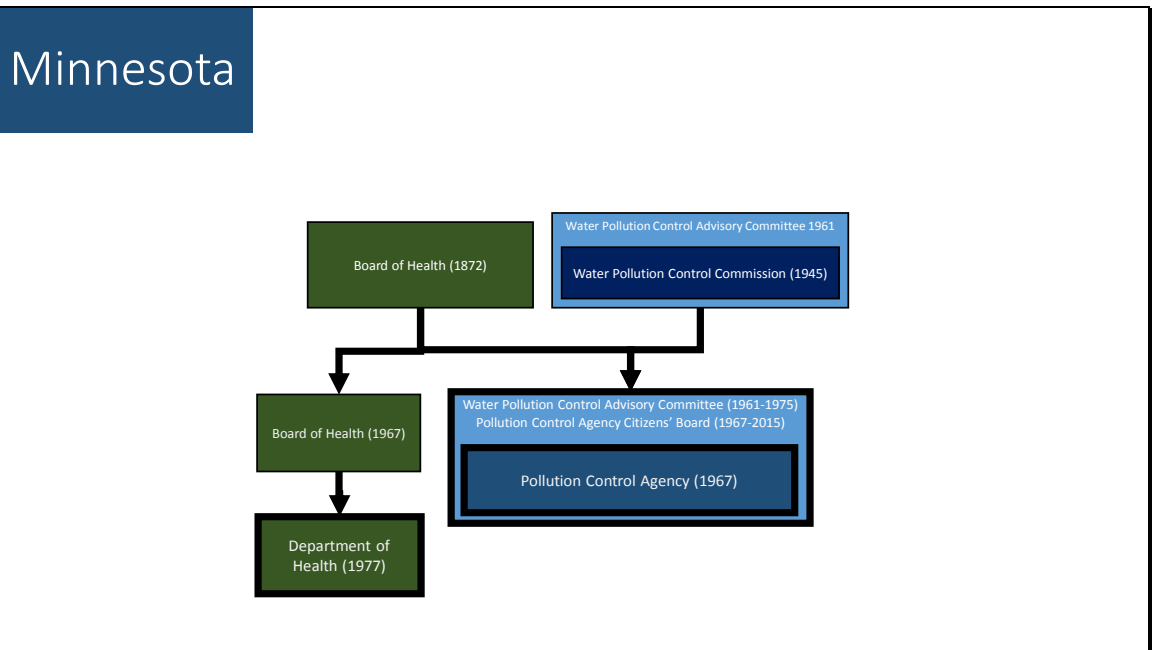 Minnesota
Water Pollution Control Advisory Committee 1961
Board of Health (1872)
Water Pollution Control Commission (1945)
Water Pollution Control Advisory Committee (1961-1975)
Pollution Control Agency Citizens’ Board (1967-2015)
Board of Health (1967)
Pollution Control Agency (1967)
Department of
Health (1977)